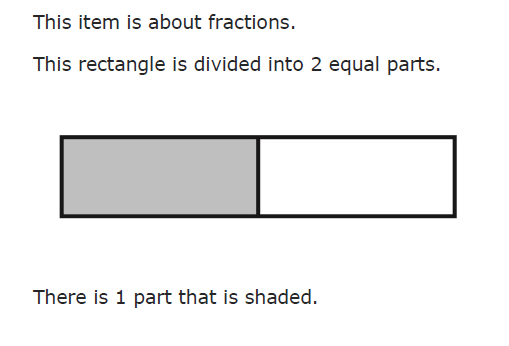 This item is about fractions.
This rectangle is divided into 2 equal parts.
There is 1 part that is shaded.